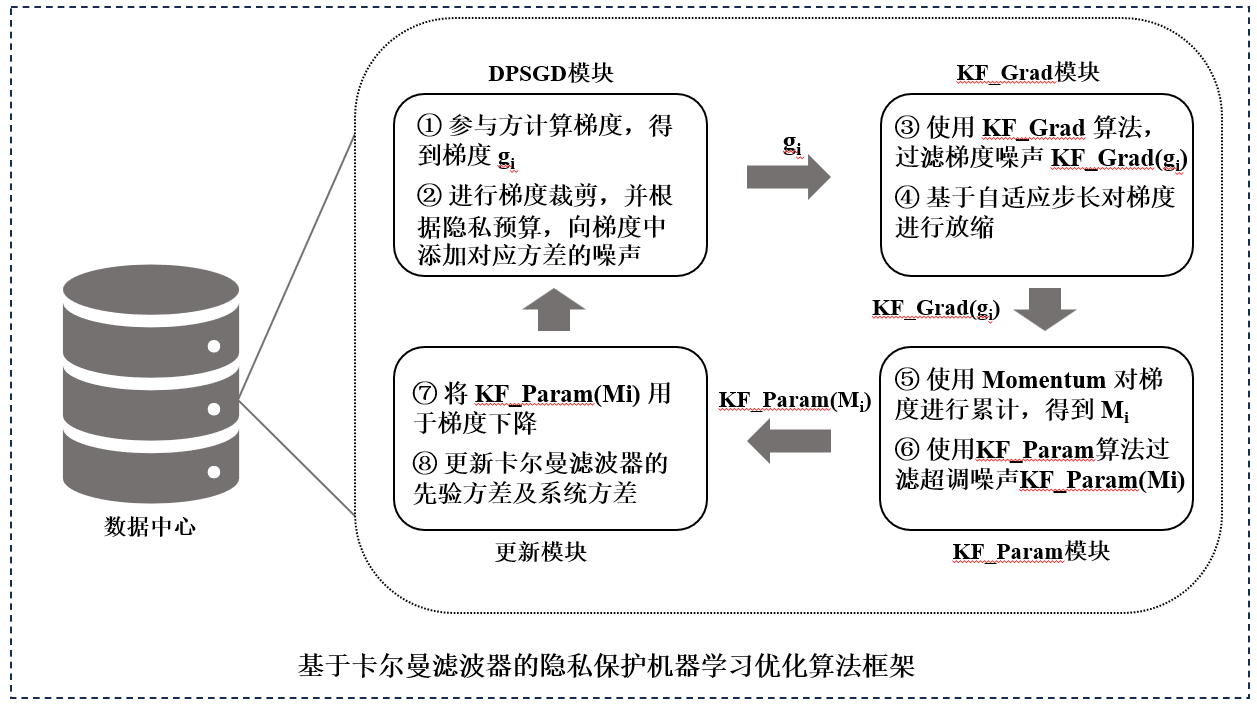 DPSGD模块
① 参与方计算梯度，得
到梯度 gi
② 进行梯度裁剪，并根
据隐私预算，向梯度中
添加对应方差的噪声
gi
KF_Grad模块
③ 使用 KF_Grad 算法，
过滤梯度噪声 KF_Grad(gi)
④ 基于自适应步长对梯度
进行放缩
KF_Grad(gi)
⑤ 使用 Momentum 对梯
度进行累计，得到 Mi
⑥ 使用KF_Param算法过
滤超调噪声KF_Param(Mi)
KF_Param模块
KF_Param(Mi)
⑦ 将 KF_Param(Mi) 用
于梯度下降
⑧ 更新卡尔曼滤波器的
先验方差及系统方差
更新模块
数据中心
基于卡尔曼滤波器的隐私保护机器学习优化算法框架